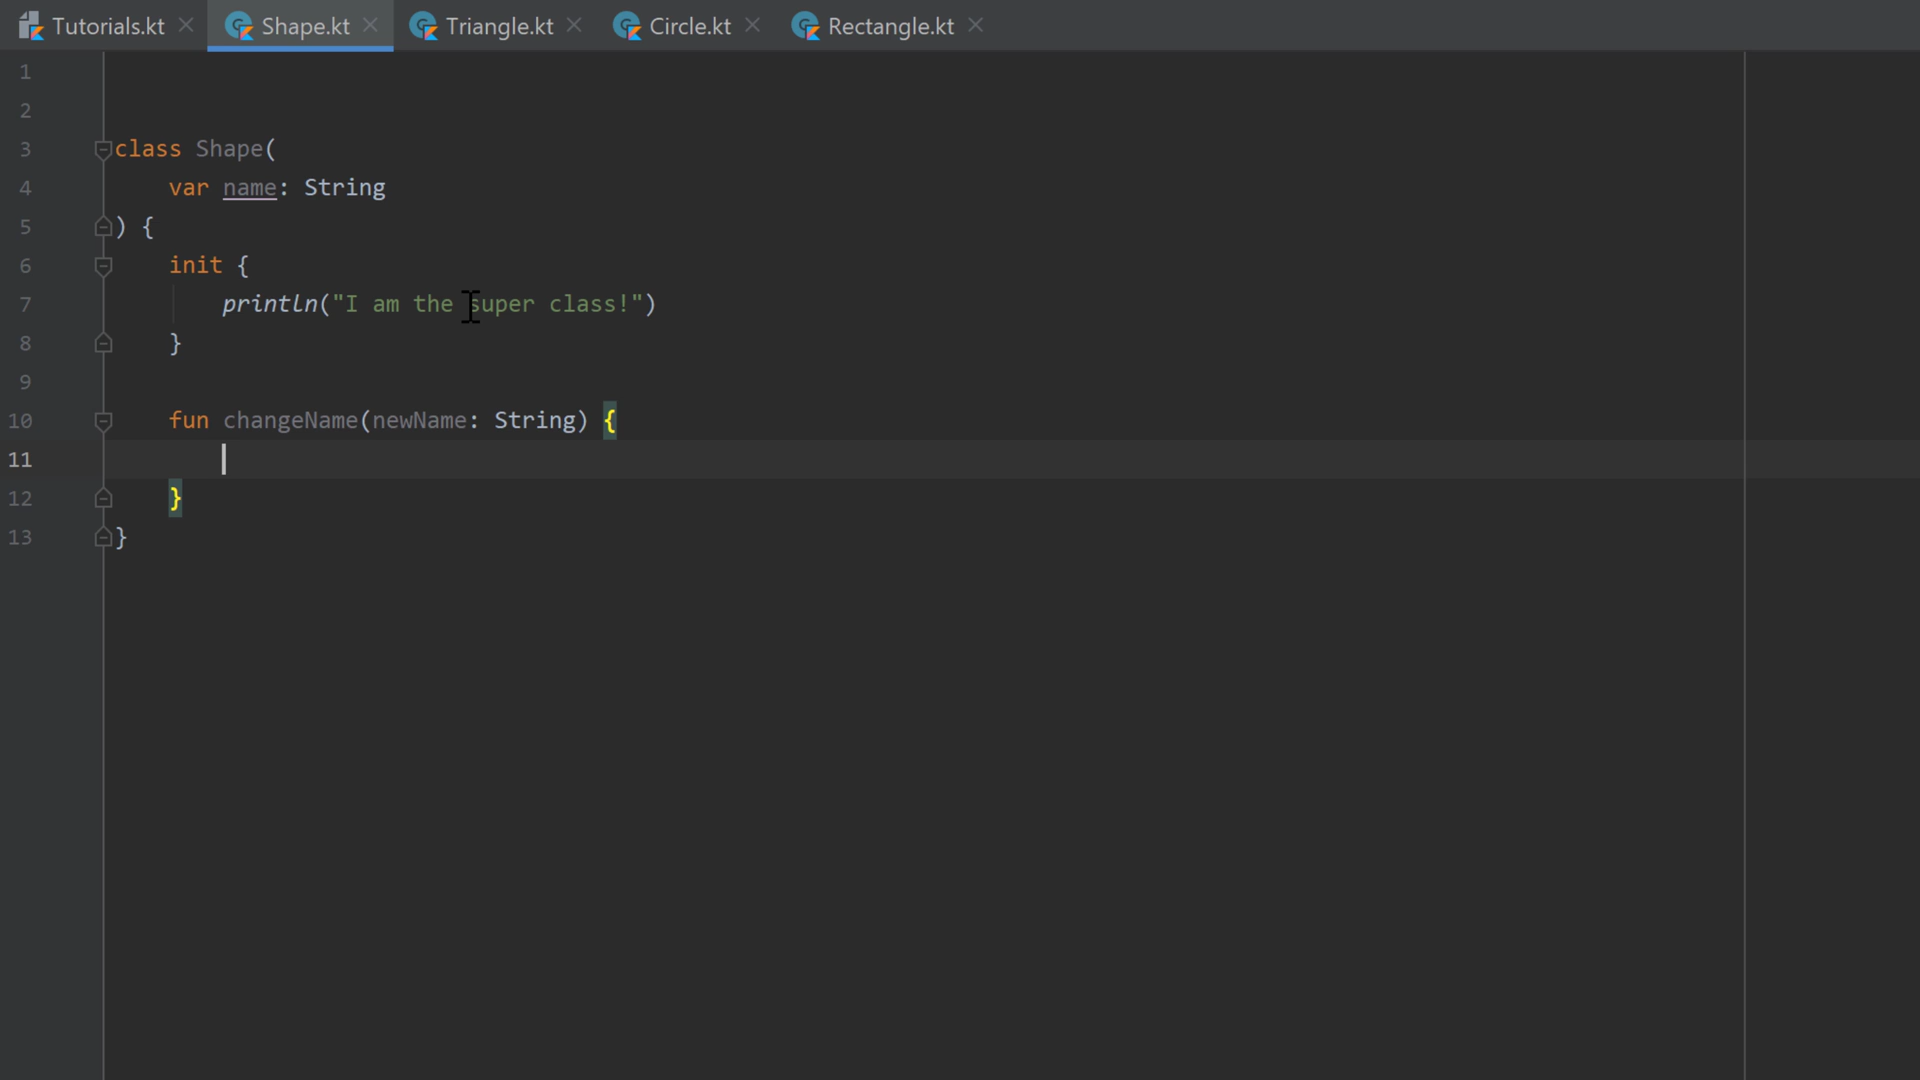 Tutorials.kt Shape.kt Triangle.kt Circle.kt Rectangle.kt
1
2
3 class Shape(
4 var name: String
5 ) {
6 init {
7 println("I am the super class!")
8 }
9
10 fun changeName(newName: String) {
11
12 }
13 }